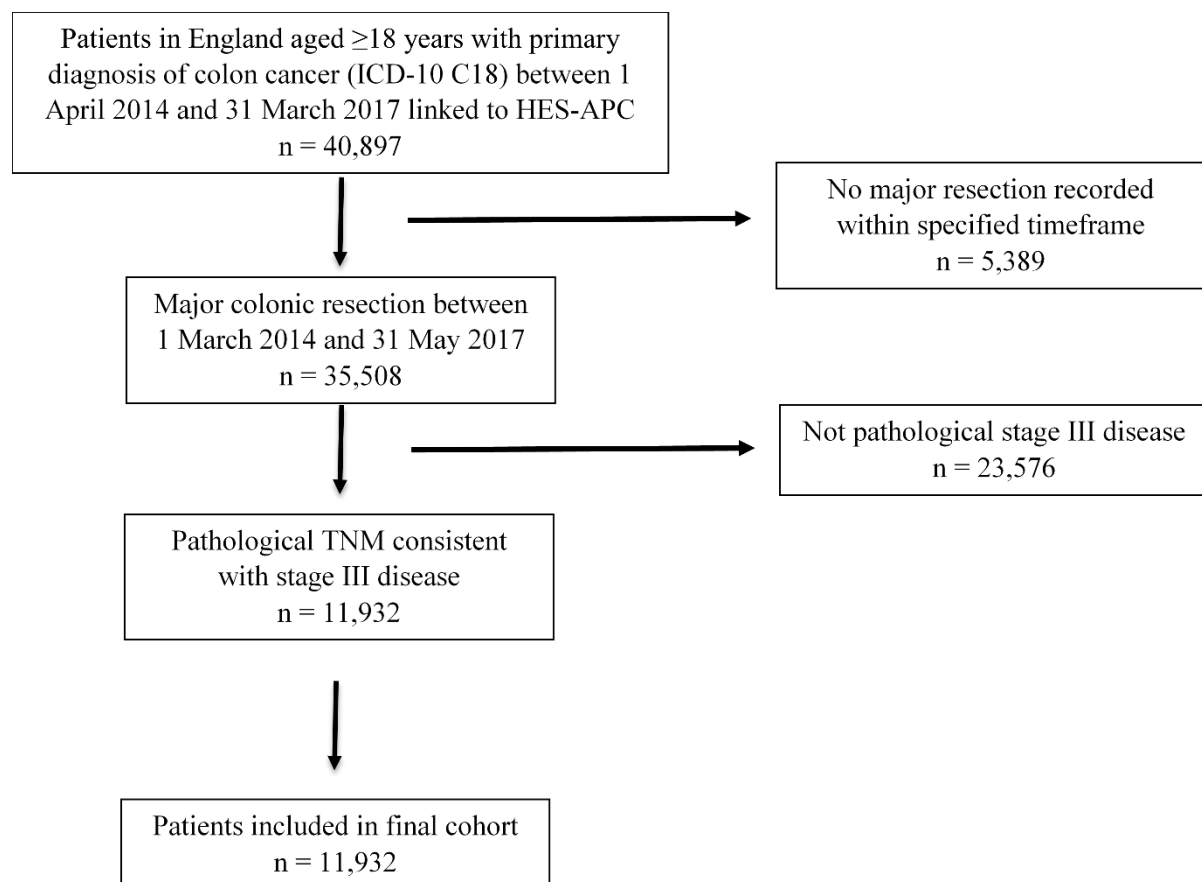 Patients in England aged ≥18 years with primary
diagnosis of colon cancer (ICD-10 C18) between 1
April 2014 and 31 March 2017 linked to HES-APC
n = 40,897
No major resection recorded
within specified timeframe
n = 5,389
Major colonic resection between
1 March 2014 and 31 May 2017
n = 35,508
Not pathological stage III disease
n = 23,576
Pathological TNM consistent
with stage III disease
n = 11,932
Patients included in final cohort
n = 11,932